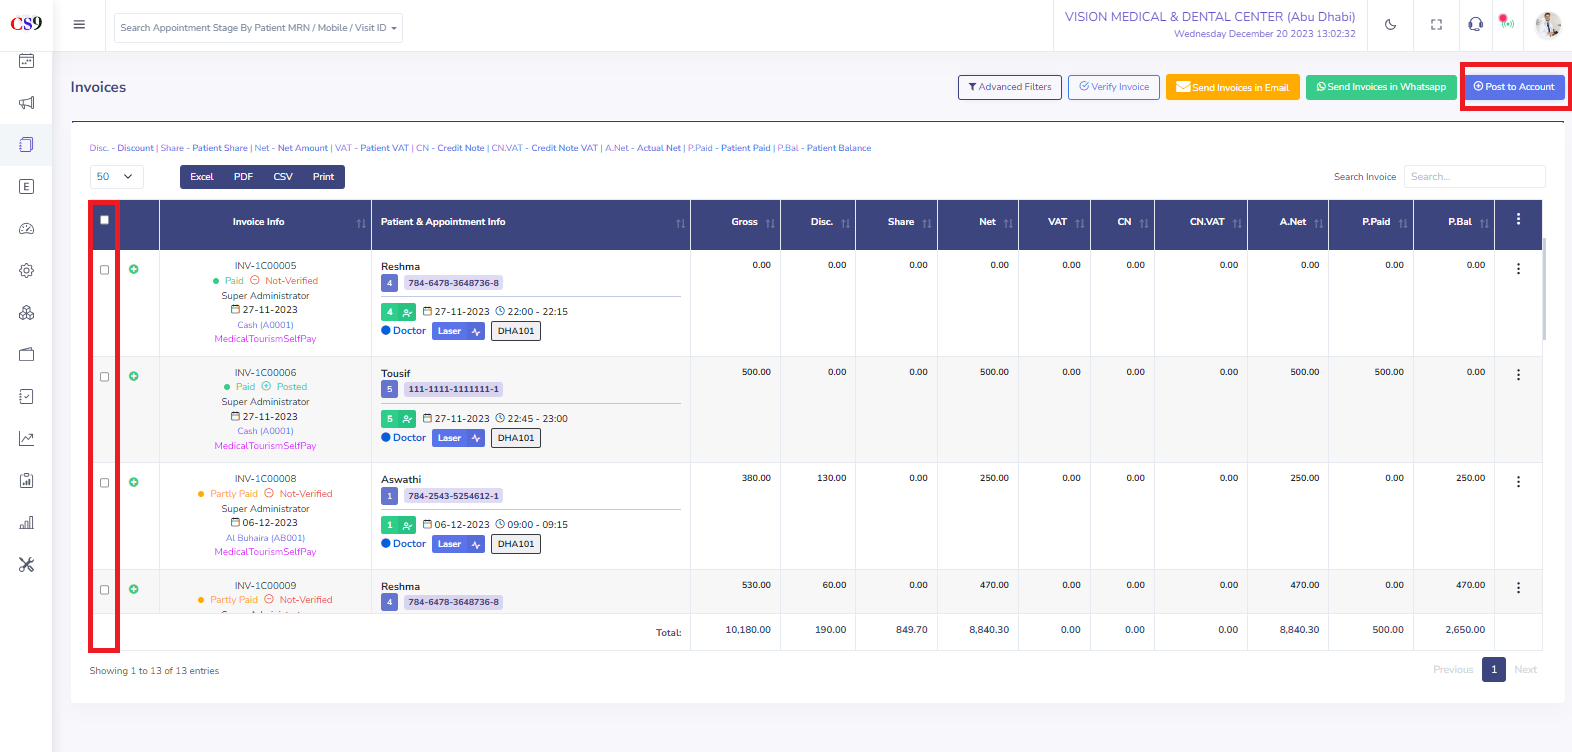 CS9
Search Appointment Stage By Patient MRN / Mobile / Visit ID
VISION MEDICAL & DENTAL CENTER (Abu Dhabi)
Wednesday December 20 2023 13:02:32
Invoices
Advanced Filters
Verify Invoice
Send Invoices in Email
Send Invoices in Whatsapp
Post to Account
Disc. - Discount | Share - Patient Share | Net - Net Amount | VAT - Patient VAT | CN - Credit Note | CN.VAT - Credit Note VAT | A.Net - Actual Net | P.Paid - Patient Paid | P.Bal - Patient Balance
50
Excel PDF CSV Print
Search Invoice Search...
Invoice Info Patient & Appointment Info Gross Disc. Share Net VAT CN CN.VAT A.Net P.Paid P.Bal
INV-1C00005
Paid Not-Verified
Super Administrator
27-11-2023
Cash (A0001)
MedicalTourismSelfPay
Reshma
4 784-6478-3648736-8
4 27-11-2023 22:00 - 22:15
Doctor Laser DHA101
0.00 0.00 0.00 0.00 0.00 0.00 0.00 0.00 0.00 0.00
INV-1C00006
Paid Posted
Super Administrator
27-11-2023
Cash (A0001)
MedicalTourismSelfPay
Tousif
5 111-1111-1111111-1
5 27-11-2023 22:45 - 23:00
Doctor Laser DHA101
500.00 0.00 0.00 500.00 0.00 0.00 0.00 500.00 500.00 0.00
INV-1C00008
Partly Paid Not-Verified
Super Administrator
06-12-2023
Al Buhaira (AB001)
MedicalTourismSelfPay
Aswathi
1 784-2543-5254612-1
1 06-12-2023 09:00 - 09:15
Doctor Laser DHA101
380.00 130.00 0.00 250.00 0.00 0.00 0.00 250.00 0.00 250.00
INV-1C00009
Partly Paid Not-Verified
Reshma
4 784-6478-3648736-8
530.00 60.00 0.00 470.00 0.00 0.00 0.00 470.00 0.00 470.00
Total: 10,180.00 190.00 849.70 8,840.30 0.00 0.00 0.00 8,840.30 500.00 2,650.00
Showing 1 to 13 of 13 entries
Previous 1 Next